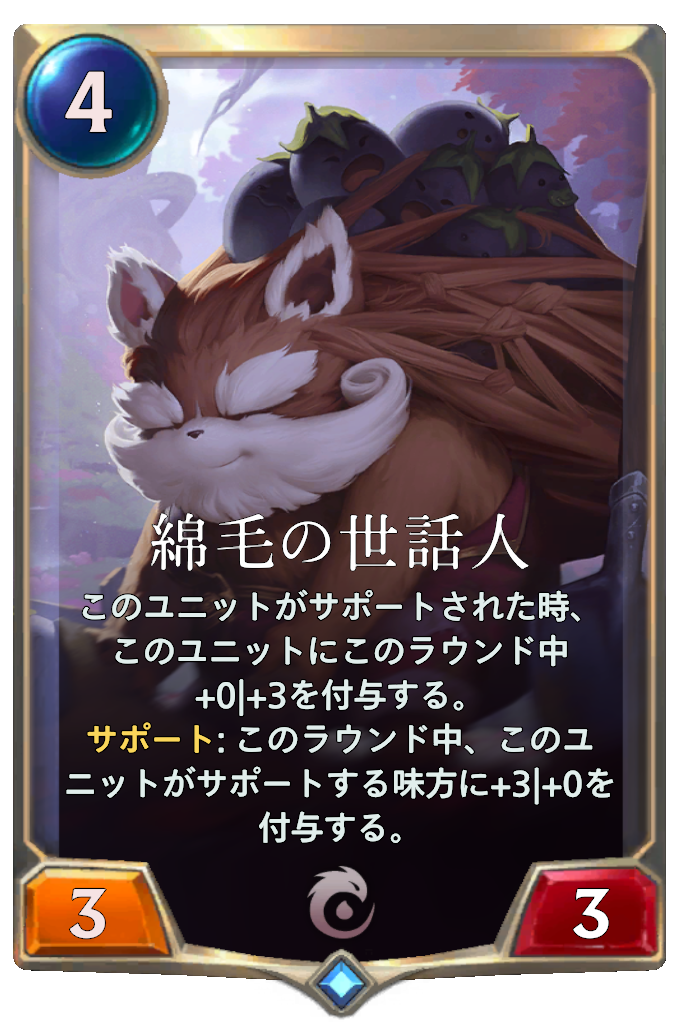 4
綿毛の世話人
このユニットがサポートされた時、
このユニットにこのラウンド中
+0|+3を付与する。
サポート: このラウンド中、このユ
ニットがサポートする味方に+3|+0を
付与する。
3
3